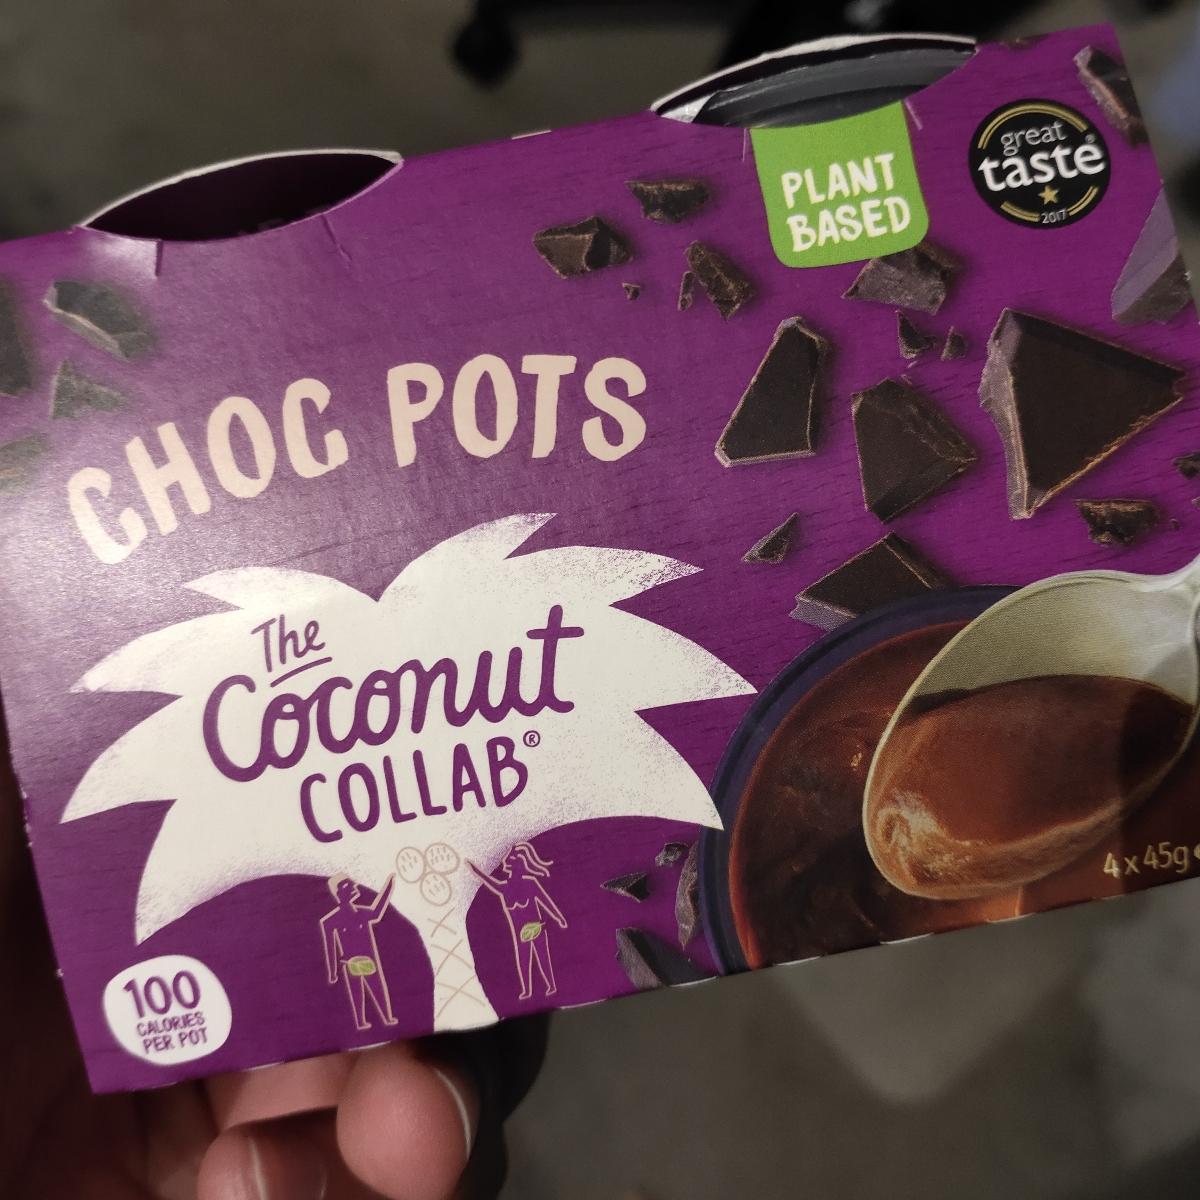 PLANT
BASED
great
taste®
2017
CHOC POTS
The
Coconut
COLLAB®
4 x 45g e
100
CALORIES
PER POT